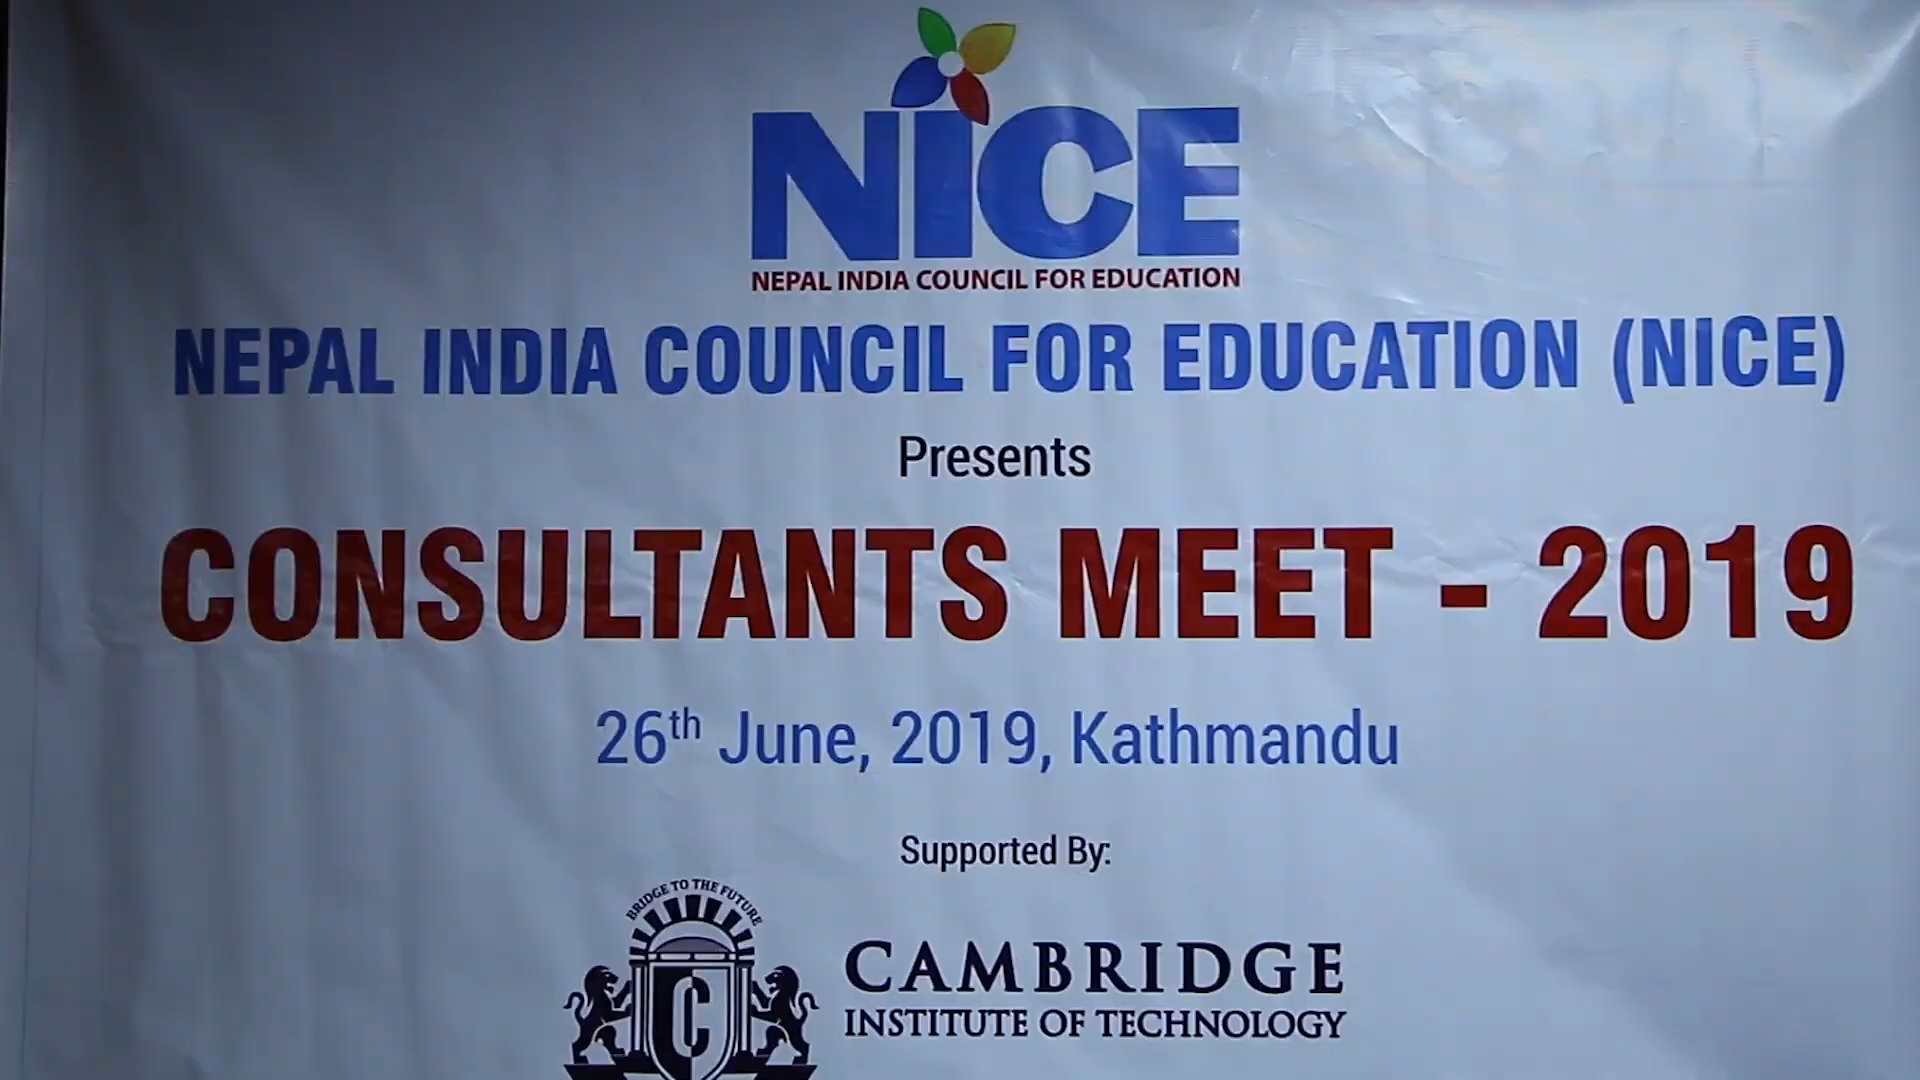 NiCE
NEPAL INDIA COUNCIL FOR EDUCATION
NEPAL INDIA COUNCIL FOR EDUCATION (NICE)
Presents
CONSULTANTS MEET - 2019
26th June, 2019, Kathmandu
Supported By:
BRIDGE TO THE FUTURE
C
CAMBRIDGE
INSTITUTE OF TECHNOLOGY